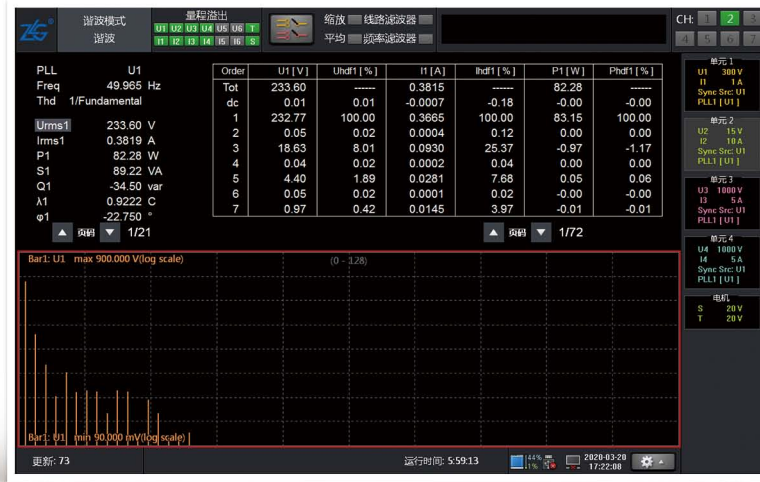 ZLG
谐波模式
谐波
量程溢出
U1 U2 U3 U4 U5 U6 T
I1 I2 I3 I4 I5 I6 S
缩放 线路滤波器
平均 频率滤波器
CH: 1 2 3
4 5 6 7
PLL U1
Freq 49.965 Hz
Thd 1/Fundamental
Urms1 233.60 V
Irms1 0.3819 A
P1 82.28 W
S1 89.22 VA
Q1 -34.50 var
λ1 0.9222 C
φ1 -22.750 °
页码 1/21
Order U1 [ V ] Uhdf1 [ % ] I1 [ A ] Ihdf1 [ % ] P1 [ W ] Phdf1 [ % ]
Tot 233.60 ------ 0.3815 ------ 82.28 ------
dc 0.01 0.01 -0.0007 -0.18 -0.00 -0.00
1 232.77 100.00 0.3665 100.00 83.15 100.00
2 0.05 0.02 0.0004 0.12 0.00 0.00
3 18.63 8.01 0.0930 25.37 -0.97 -1.17
4 0.04 0.02 0.0002 0.04 0.00 0.00
5 4.40 1.89 0.0281 7.68 0.05 0.06
6 0.05 0.02 0.0001 0.02 -0.00 -0.00
7 0.97 0.42 0.0145 3.97 -0.01 -0.01
页码 1/72
Bar1: U1 max 900.000 V(log scale)
(0 - 128)
Bar1: U1 min 90.000 mV(log scale)
单元 1
U1 300 V
I1 1 A
Sync Src: U1
PLL1 [ U1 ]
单元 2
U2 15 V
I2 10 A
Sync Src: U1
PLL1 [ U1 ]
单元 3
U3 1000 V
I3 5 A
Sync Src: U1
PLL1 [ U1 ]
单元 4
U4 1000 V
I4 5 A
Sync Src: U1
PLL1 [ U1 ]
电机
S 20 V
T 20 V
更新: 73
运行时间: 5:59:13
44%
1%
2020-03-20
17:22:08